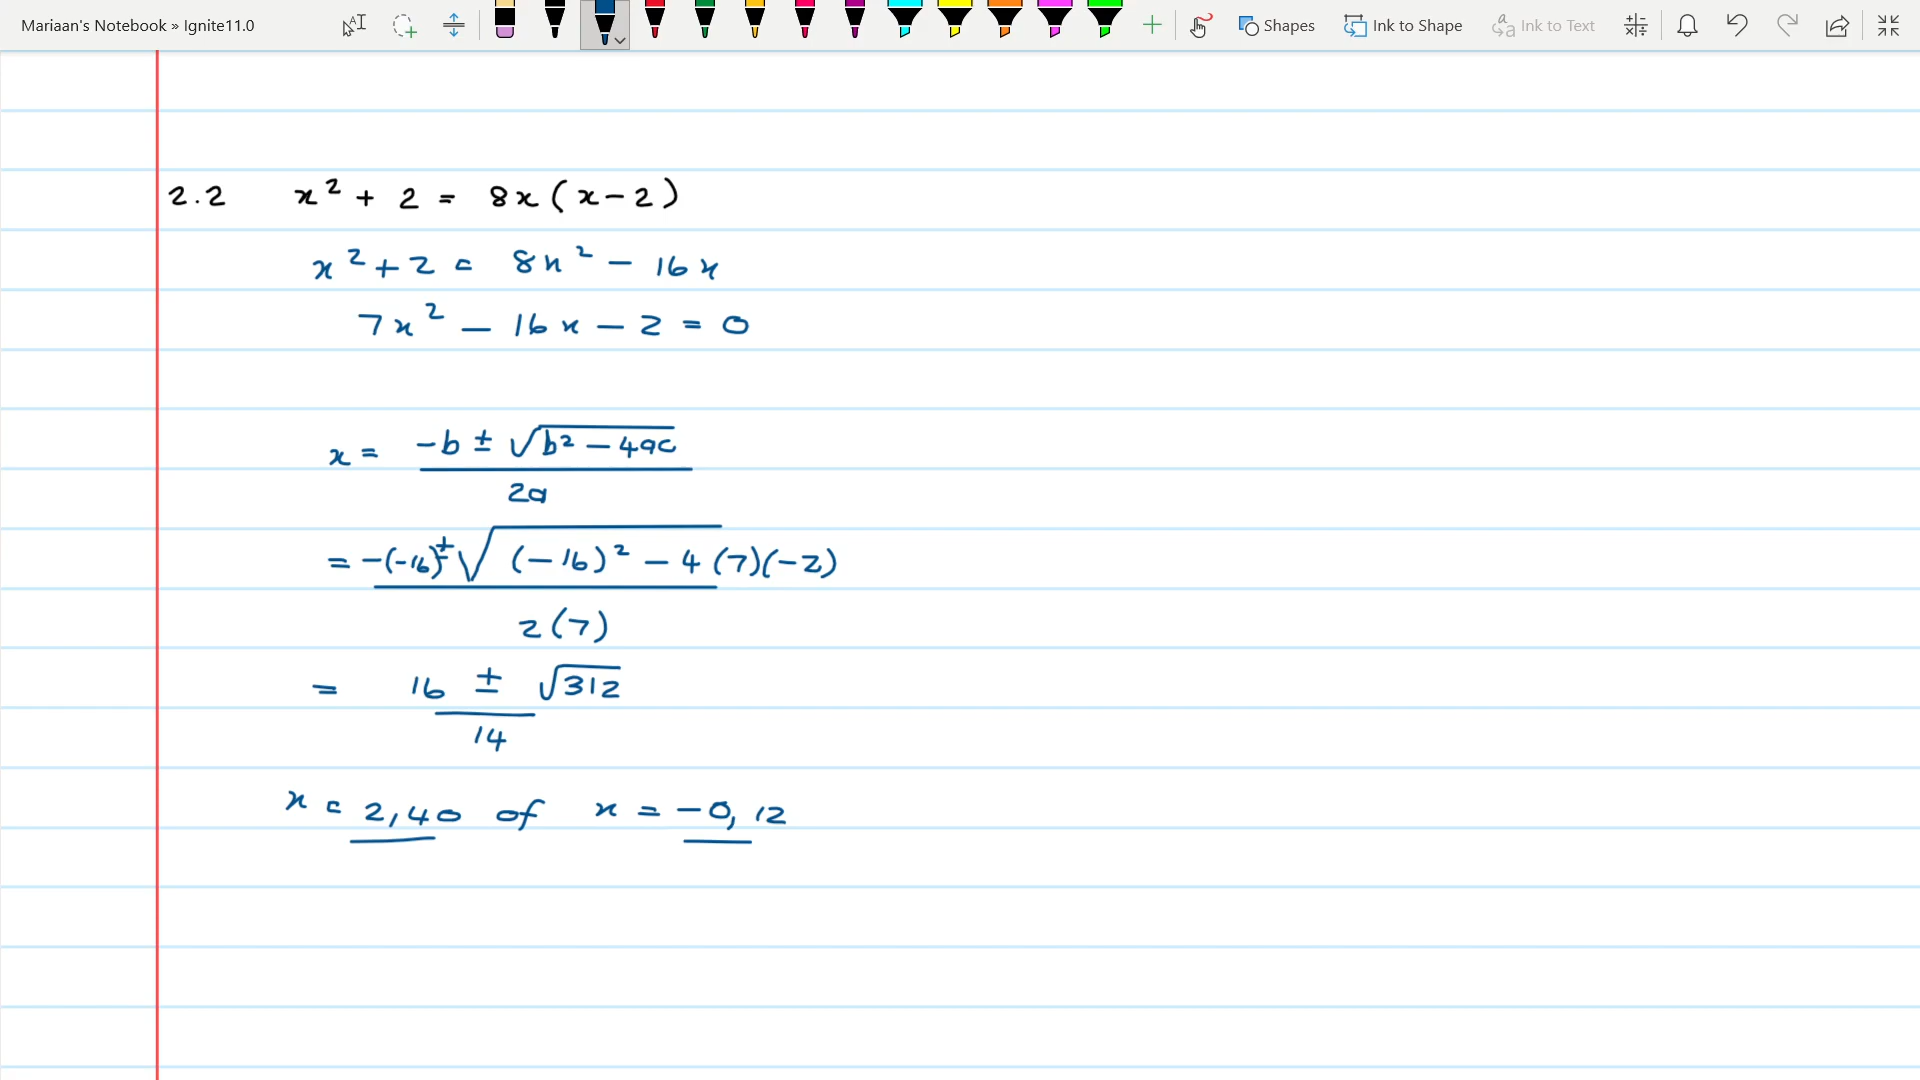 Mariaan's Notebook » Ignite11.0 Shapes Ink to Shape Ink to Text
2.2 x² + 2 = 8x(x-2)
x² + 2 = 8x² - 16x
7x² - 16x - 2 = 0
x = -b ± √b² - 4ac
2a
= -(-16) ± √(-16)² - 4(7)(-2)
2(7)
= 16 ± √312
14
x = 2,40 of x = -0,12